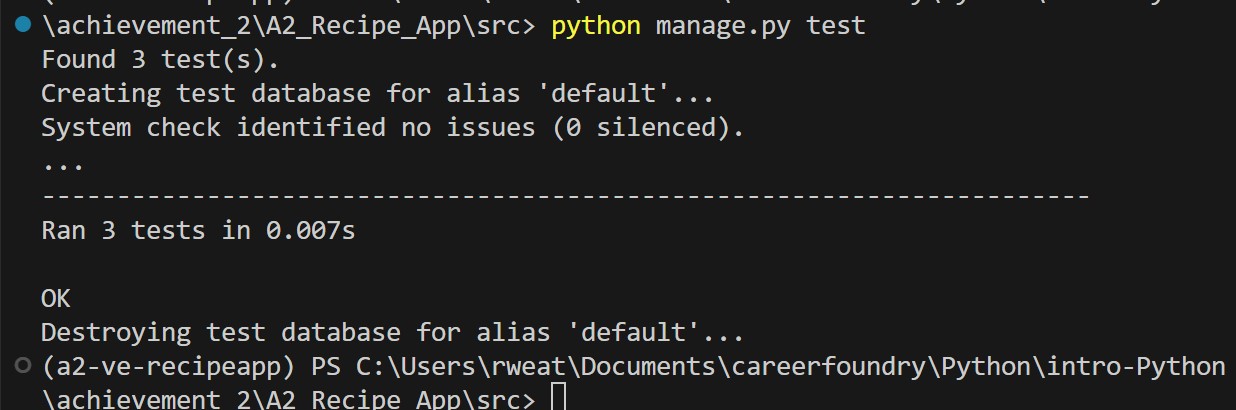 \achievement_2\A2_Recipe_App\src> python manage.py test
Found 3 test(s).
Creating test database for alias 'default'...
System check identified no issues (0 silenced).
...
----------------------------------------------------------------------
Ran 3 tests in 0.007s
OK
Destroying test database for alias 'default'...
(a2-ve-recipeapp) PS C:\Users\rweat\Documents\careerfoundry\Python\intro-Python
\achievement_2\A2_Recipe_App\src>